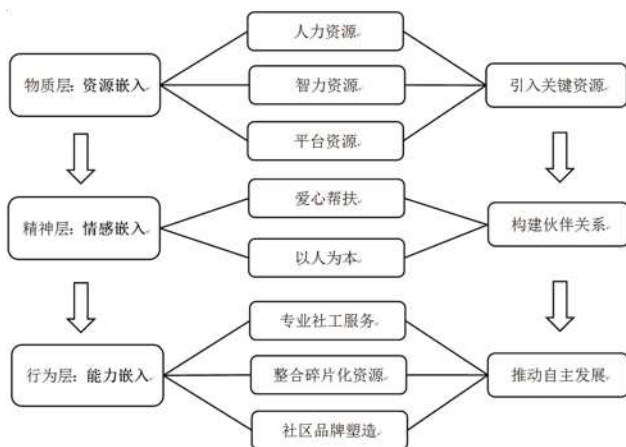 人力资源
物质层：资源嵌入
智力资源
引入关键资源
平台资源
爱心帮扶
精神层：情感嵌入
构建伙伴关系
以人为本
专业社工服务
行为层：能力嵌入
整合碎片化资源
推动自主发展
社区品牌塑造